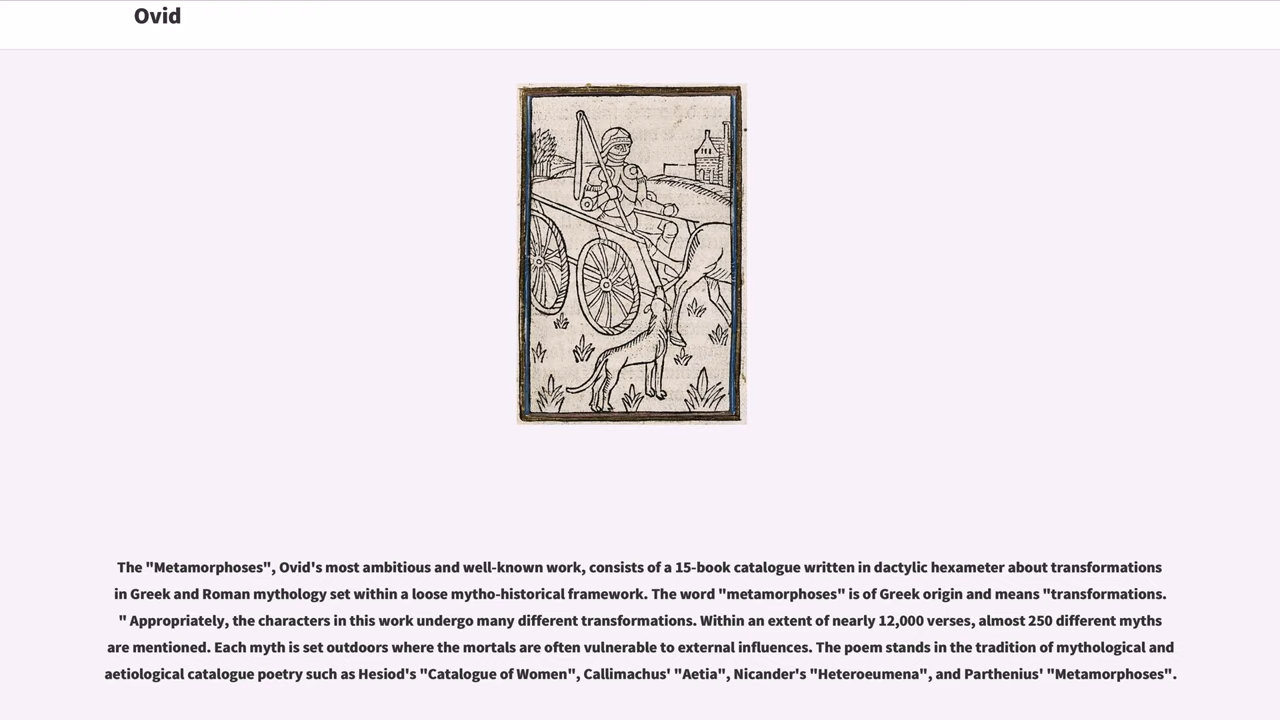 Ovid
The "Metamorphoses", Ovid's most ambitious and well-known work, consists of a 15-book catalogue written in dactylic hexameter about transformations
in Greek and Roman mythology set within a loose mytho-historical framework. The word "metamorphoses" is of Greek origin and means "transformations.
" Appropriately, the characters in this work undergo many different transformations. Within an extent of nearly 12,000 verses, almost 250 different myths
are mentioned. Each myth is set outdoors where the mortals are often vulnerable to external influences. The poem stands in the tradition of mythological and
aetiological catalogue poetry such as Hesiod's "Catalogue of Women", Callimachus' "Aetia", Nicander's "Heteroeumena", and Parthenius' "Metamorphoses".